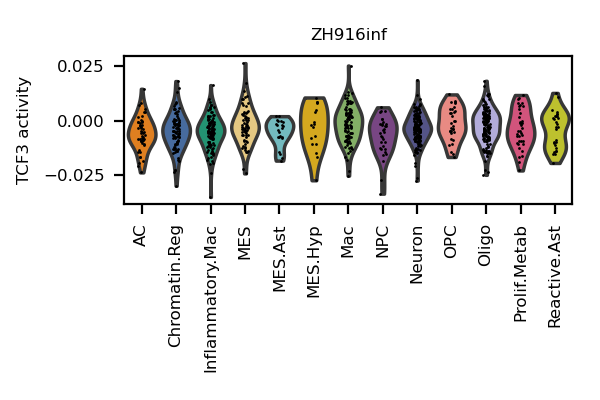 ZH916inf
TCF3 activity
0.025
0.000
−0.025
AC
Chromatin.Reg
Inflammatory.Mac
MES
MES.Ast
MES.Hyp
Mac
NPC
Neuron
OPC
Oligo
Prolif.Metab
Reactive.Ast